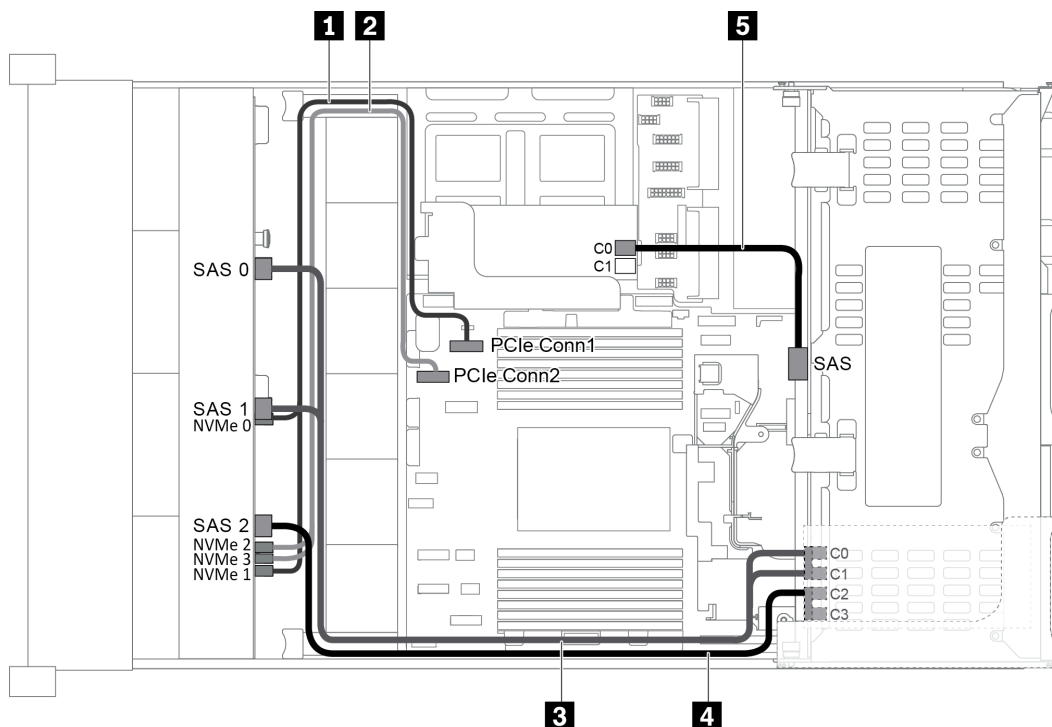 1 2 5
SAS 0
C0
C1
PCIe Conn1
PCIe Conn2
SAS
SAS 1
NVMe 0
SAS 2
NVMe 2
NVMe 3
NVMe 1
C0
C1
C2
C3
3 4